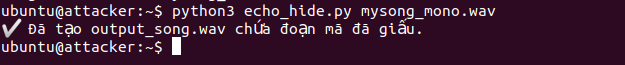 ubuntu@attacker:~$ python3 echo_hide.py mysong_mono.wav
✔ Đã tạo output_song.wav chứa đoạn mã đã giấu.
ubuntu@attacker:~$